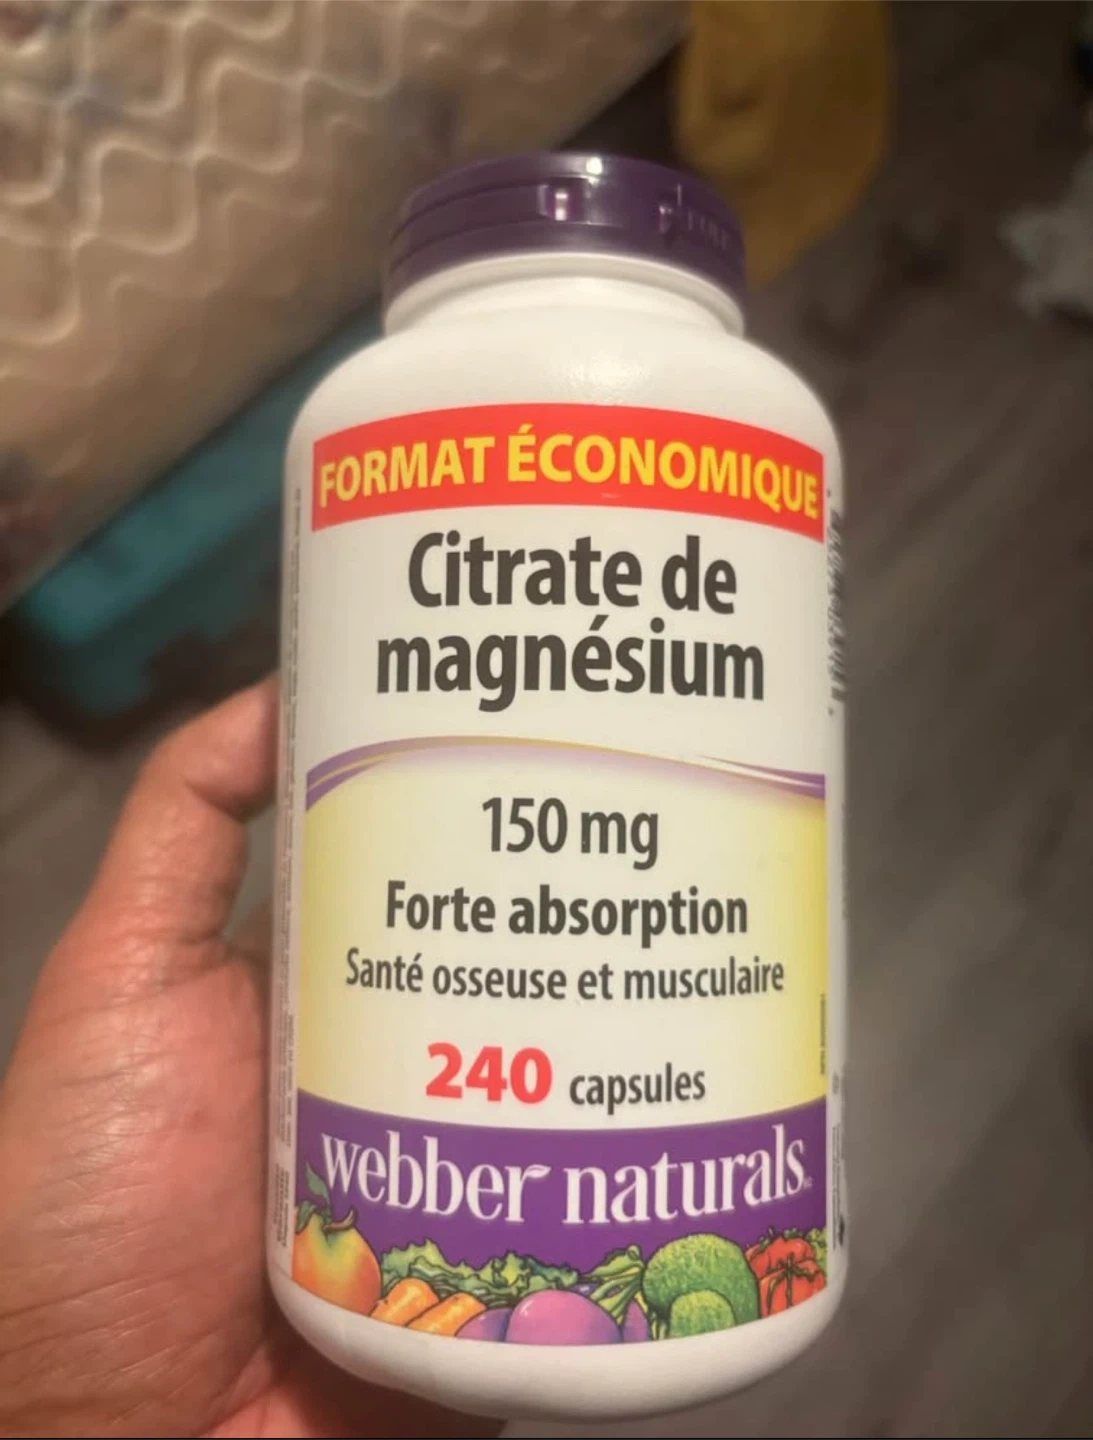 FORMAT ÉCONOMIQUE
Citrate de
magnésium
150 mg
Forte absorption
Santé osseuse et musculaire
240 capsules
webber naturals